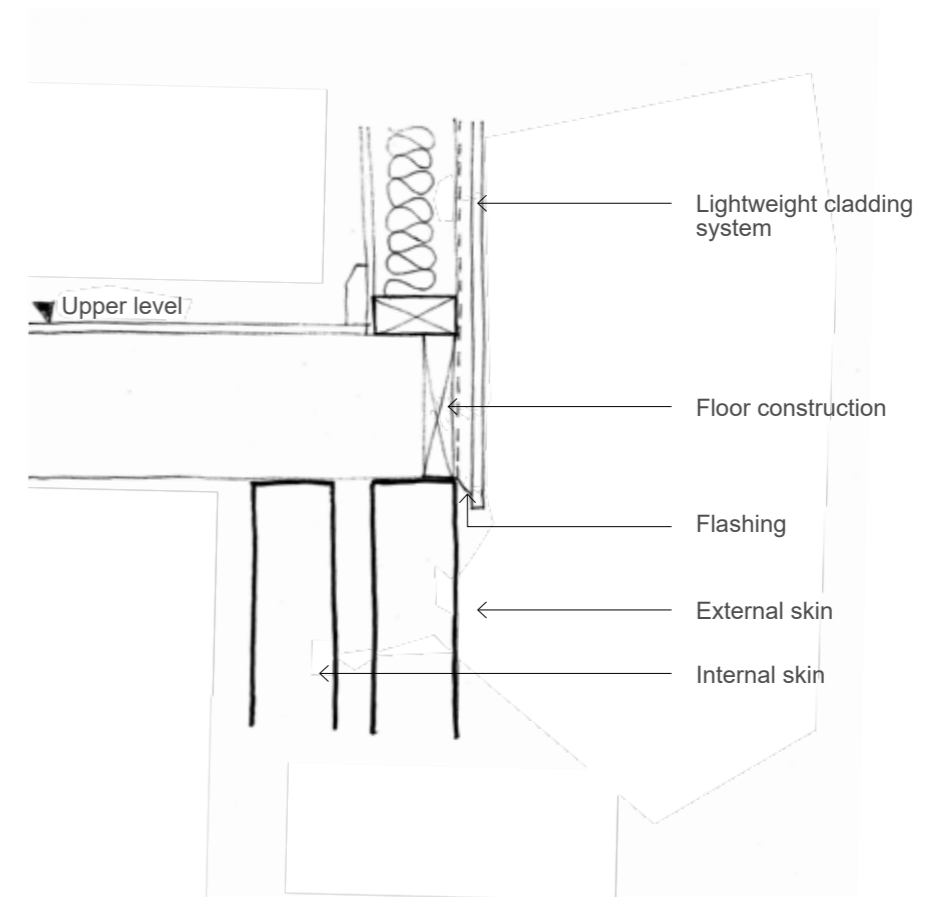 Lightweight cladding
system
Upper level
Floor construction
Flashing
External skin
Internal skin